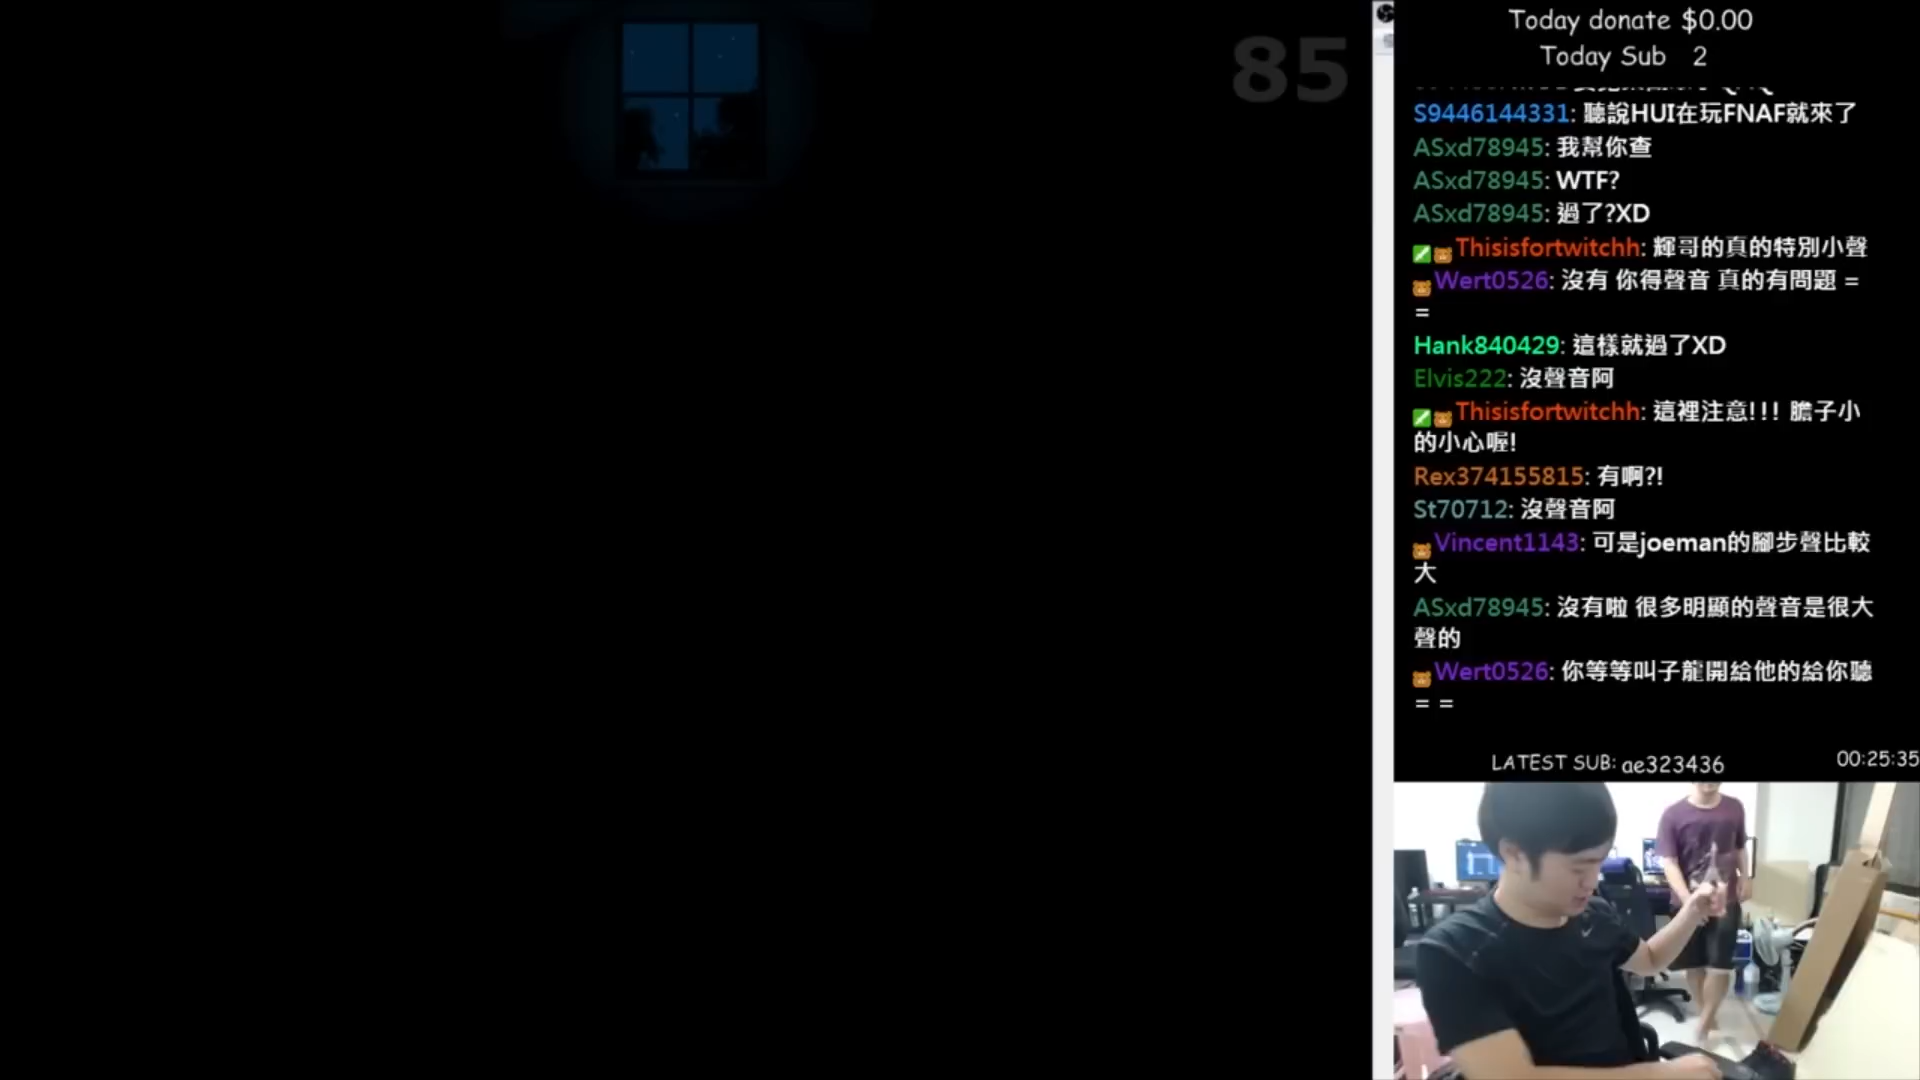 85
Today donate $0.00
Today Sub 2
S9446144331: 聽說HUI在玩FNAF就來了
ASxd78945: 我幫你查
ASxd78945: WTF?
ASxd78945: 過了?XD
Thisisfortwitchh: 輝哥的真的特別小聲
Wert0526: 沒有 你得聲音 真的有問題 =
=
Hank840429: 這樣就過了XD
Elvis222: 沒聲音阿
Thisisfortwitchh: 這裡注意!!! 膽子小
的小心喔!
Rex374155815: 有啊?!
St70712: 沒聲音阿
Vincent1143: 可是joeman的腳步聲比較
大
ASxd78945: 沒有啦 很多明顯的聲音是很大
聲的
Wert0526: 你等等叫子龍開給他的給你聽
= =
LATEST SUB: ae323436
00:25:35